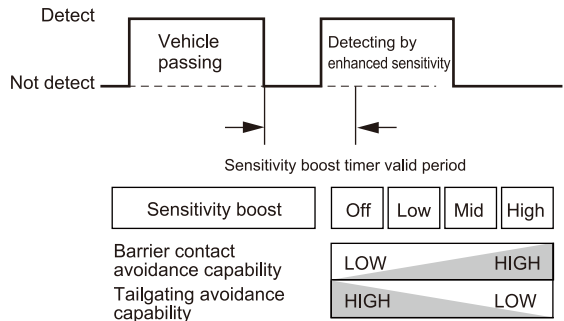 Detect
Vehicle
passing
Detecting by
enhanced sensitivity
Not detect
Sensitivity boost timer valid period
Sensitivity boost
Off
Low
Mid
High
Barrier contact
avoidance capability
LOW
HIGH
Tailgating avoidance
capability
HIGH
LOW